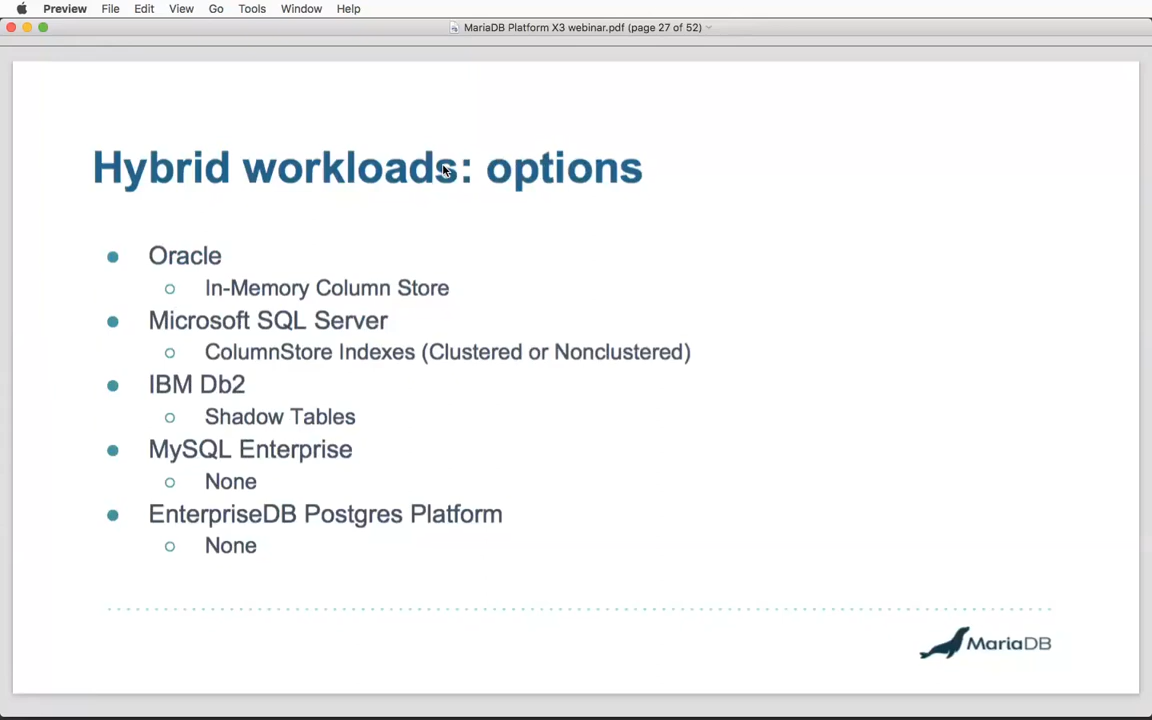 Preview File Edit View Go Tools Window Help
MariaDB Platform X3 webinar.pdf (page 27 of 52)
Hybrid workloads: options
Oracle
In-Memory Column Store
Microsoft SQL Server
ColumnStore Indexes (Clustered or Nonclustered)
IBM Db2
Shadow Tables
MySQL Enterprise
None
EnterpriseDB Postgres Platform
None
MariaDB